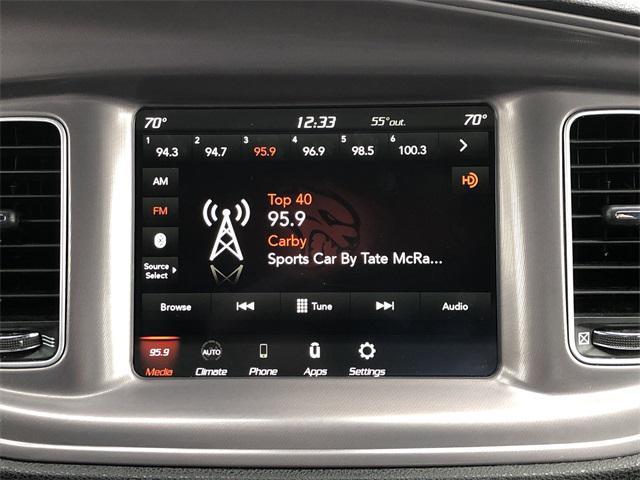 70° 12:33 55°out. 70°
1 2 3 4 5 6
94.3 94.7 95.9 96.9 98.5 100.3
AM
FM
Source
Select
HD
Top 40
95.9
Carby
Sports Car By Tate McRa...
Browse Tune Audio
95.9 AUTO
Media Climate Phone Apps Settings